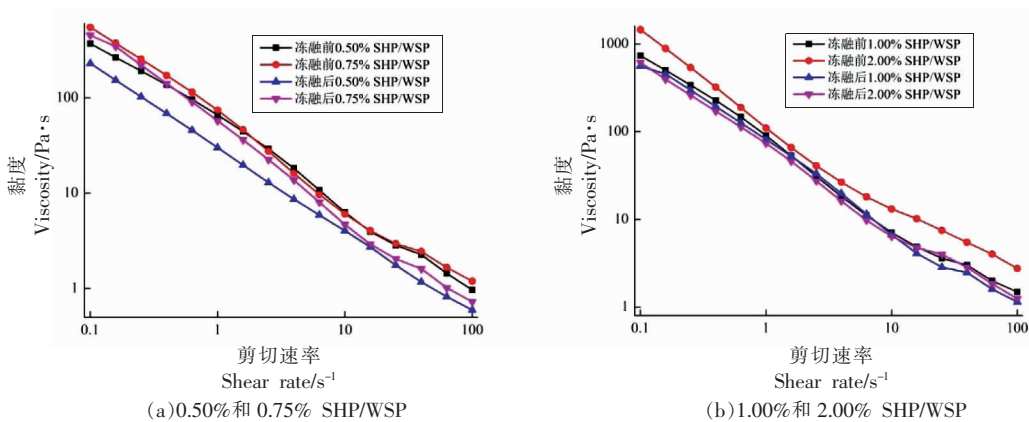 冻融前0.50% SHP/WSP
冻融前0.75% SHP/WSP
冻融后0.50% SHP/WSP
冻融后0.75% SHP/WSP
100
10
1
黏度
Viscosity/Pa·s
0.1
1
10
100
剪切速率
Shear rate/s⁻¹
(a)0.50%和 0.75% SHP/WSP
冻融前1.00% SHP/WSP
冻融前2.00% SHP/WSP
冻融后1.00% SHP/WSP
冻融后2.00% SHP/WSP
1000
100
10
1
黏度
Viscosity/Pa·s
0.1
1
10
100
剪切速率
Shear rate/s⁻¹
(b)1.00%和 2.00% SHP/WSP